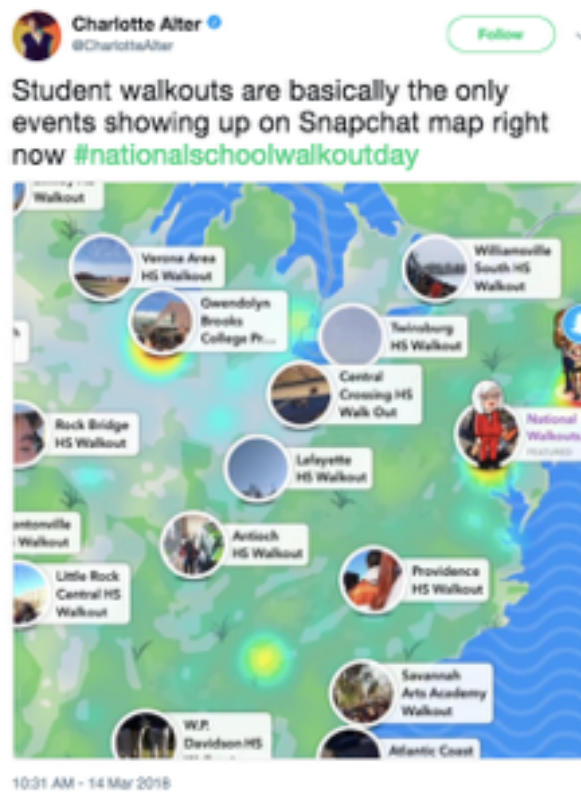 Charlotte Alter
@CharlotteAlter
Follow
Student walkouts are basically the only
events showing up on Snapchat map right
now #nationalschoolwalkoutday
Walkout
Verona Area
HS Walkout
Williamsville
South HS
Walkout
Gwendolyn
Brooks
College Pr...
Twinsburg
HS Walkout
Central
Crossing HS
Walk Out
Rock Bridge
HS Walkout
National
Walkouts
FEATURED
Lafayette
HS Walkout
entonville
Walkout
Antioch
HS Walkout
Little Rock
Central HS
Walkout
Providence
HS Walkout
Savannah
Arts Academy
Walkout
W.P.
Davidson HS
Atlantic Coast
10:31 AM - 14 Mar 2018